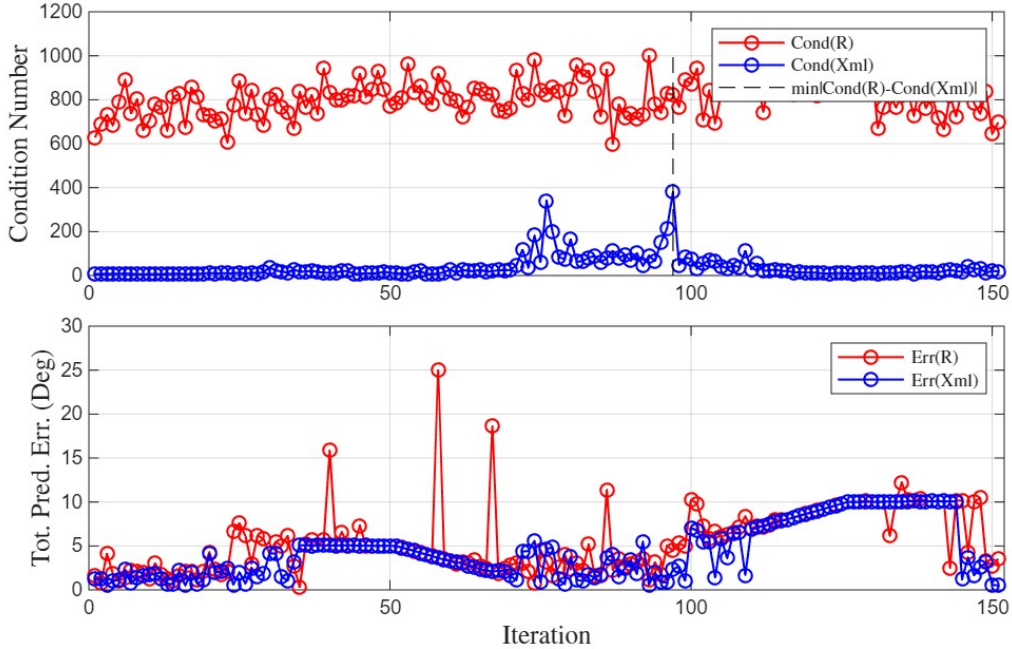 1200
1000
800
600
400
200
0
Condition Number
Cond(R)
Cond(Xml)
min|Cond(R)-Cond(Xml)|
0
50
100
150
30
25
20
15
10
5
0
Tot. Pred. Err. (Deg)
Err(R)
Err(Xml)
0
50
100
150
Iteration